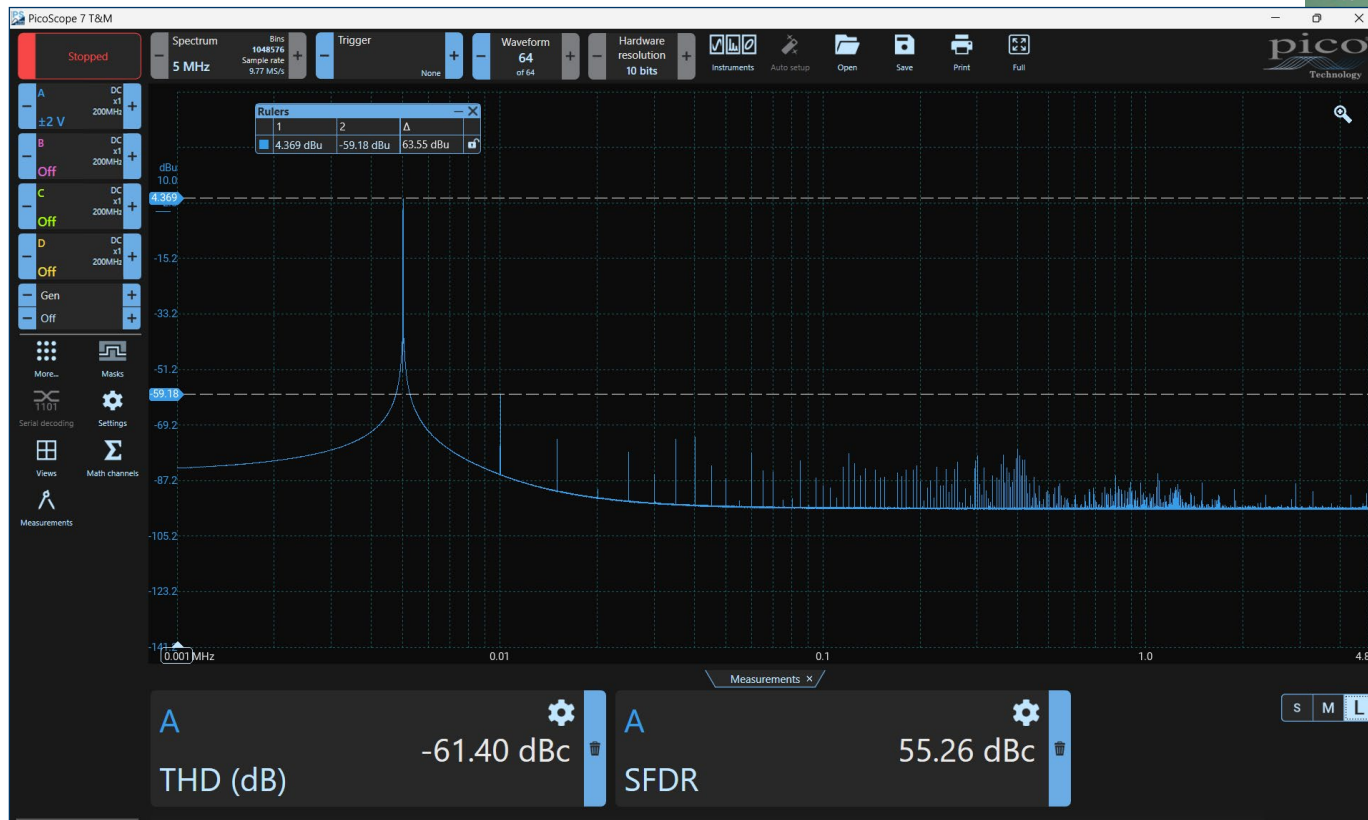 PicoScope 7 T&M
Stopped
Spectrum
5 MHz
Bins
1048576
Sample rate
9.77 MS/s
Trigger
None
Waveform
64
of 64
Hardware
resolution
10 bits
Instruments
Auto setup
Open
Save
Print
Full
pico
Technology
A
DC
x1
200MHz
±2 V
B
DC
x1
200MHz
Off
C
DC
x1
200MHz
Off
D
DC
x1
200MHz
Off
Gen
Off
More...
Masks
1101
Serial decoding
Settings
Views
Math channels
Measurements
Rulers
1 2 Δ
4.369 dBu -59.18 dBu 63.55 dBu
dBu
10.0
4.369
-15.2
-33.2
-51.2
-59.18
-69.2
-87.2
-105.2
-123.2
0.001 MHz 0.01 0.1 1.0 4.8
Measurements ×
A
-61.40 dBc
THD (dB)
A
55.26 dBc
SFDR
S M L